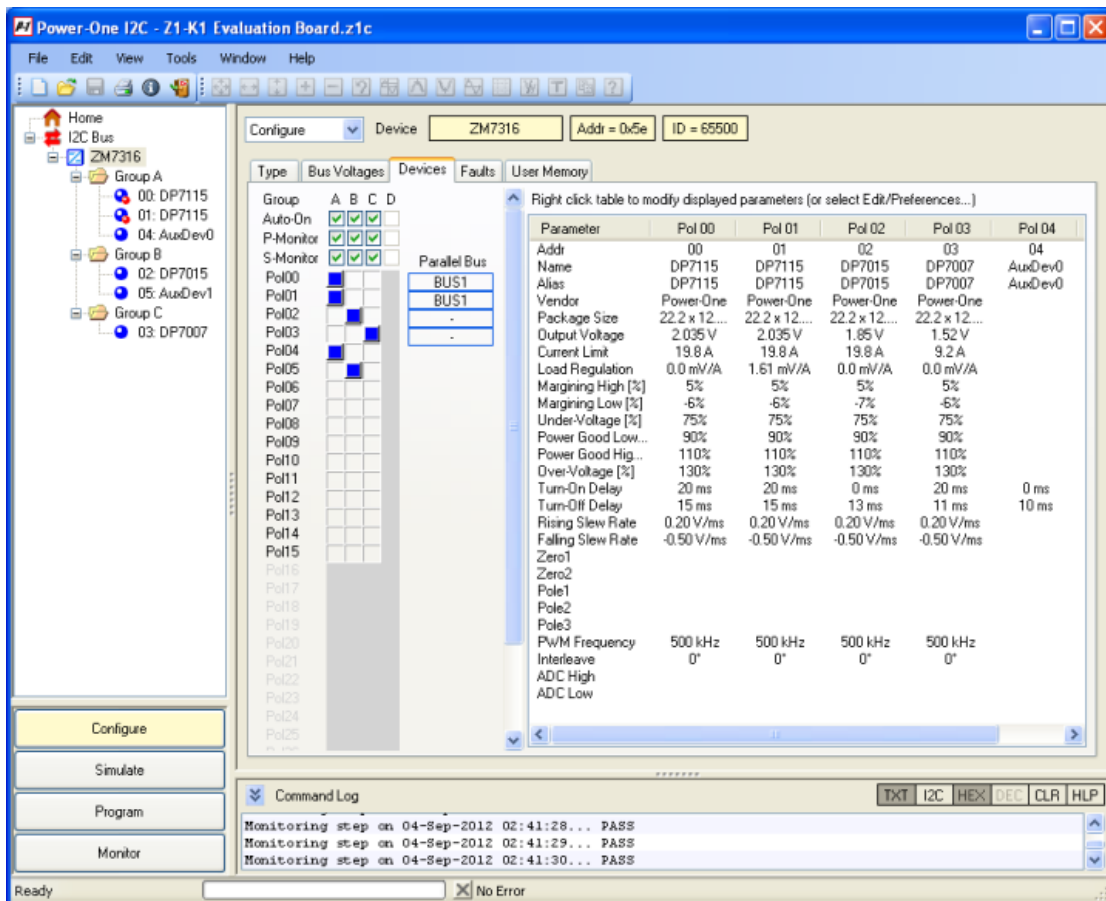 Power-One I2C - Z1-K1 Evaluation Board.z1c
File Edit View Tools Window Help
Home
I2C Bus
ZM7316
Group A
00: DP7115
01: DP7115
04: AuxDev0
Group B
02: DP7015
05: AuxDev1
Group C
03: DP7007
Configure
Simulate
Program
Monitor
Configure Device ZM7316 Addr = 0x5e ID = 65500
Type Bus Voltages Devices Faults User Memory
Group A B C D
Auto-On
P-Monitor
S-Monitor
Parallel Bus
Pol00 BUS1
Pol01 BUS1
Pol02 -
Pol03 -
Pol04
Pol05
Pol06
Pol07
Pol08
Pol09
Pol10
Pol11
Pol12
Pol13
Pol14
Pol15
Pol16
Pol17
Pol18
Pol19
Pol20
Pol21
Pol22
Pol23
Pol24
Pol25
Right click table to modify displayed parameters (or select Edit/Preferences...)
Parameter Pol 00 Pol 01 Pol 02 Pol 03 Pol 04
Addr 00 01 02 03 04
Name DP7115 DP7115 DP7015 DP7007 AuxDev0
Alias DP7115 DP7115 DP7015 DP7007 AuxDev0
Vendor Power-One Power-One Power-One Power-One
Package Size 22.2 x 12.... 22.2 x 12.... 22.2 x 12.... 22.2 x 12....
Output Voltage 2.035 V 2.035 V 1.85 V 1.52 V
Current Limit 19.8 A 19.8 A 19.8 A 9.2 A
Load Regulation 0.0 mV/A 1.61 mV/A 0.0 mV/A 0.0 mV/A
Margining High [%] 5% 5% 5% 5%
Margining Low [%] -6% -6% -7% -6%
Under-Voltage [%] 75% 75% 75% 75%
Power Good Low... 90% 90% 90% 90%
Power Good Hig... 110% 110% 110% 110%
Over-Voltage [%] 130% 130% 130% 130%
Turn-On Delay 20 ms 20 ms 0 ms 20 ms 0 ms
Turn-Off Delay 15 ms 15 ms 13 ms 11 ms 10 ms
Rising Slew Rate 0.20 V/ms 0.20 V/ms 0.20 V/ms 0.20 V/ms
Falling Slew Rate -0.50 V/ms -0.50 V/ms -0.50 V/ms -0.50 V/ms
Zero1
Zero2
Pole1
Pole2
Pole3
PWM Frequency 500 kHz 500 kHz 500 kHz 500 kHz
Interleave 0° 0° 0° 0°
ADC High
ADC Low
Command Log TXT I2C HEX DEC CLR HLP
Monitoring step on 04-Sep-2012 02:41:28... PASS
Monitoring step on 04-Sep-2012 02:41:29... PASS
Monitoring step on 04-Sep-2012 02:41:30... PASS
Ready No Error